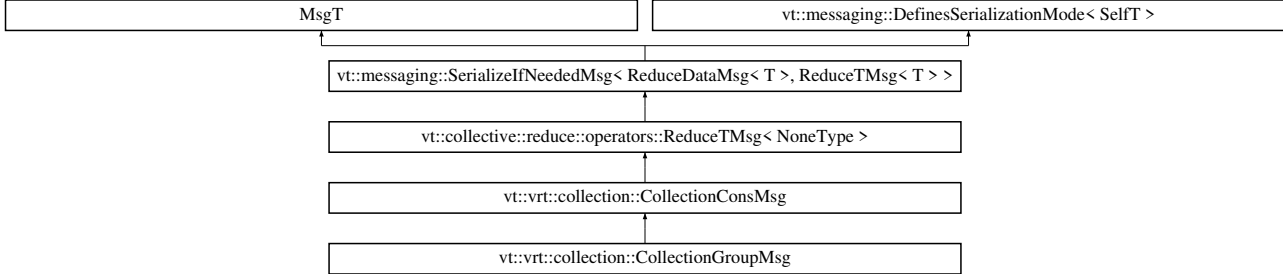 MsgT
vt::messaging::DefinesSerializationMode< SelfT >
vt::messaging::SerializeIfNeededMsg< ReduceDataMsg< T >, ReduceTMsg< T > >
vt::collective::reduce::operators::ReduceTMsg< NoneType >
vt::vrt::collection::CollectionConsMsg
vt::vrt::collection::CollectionGroupMsg